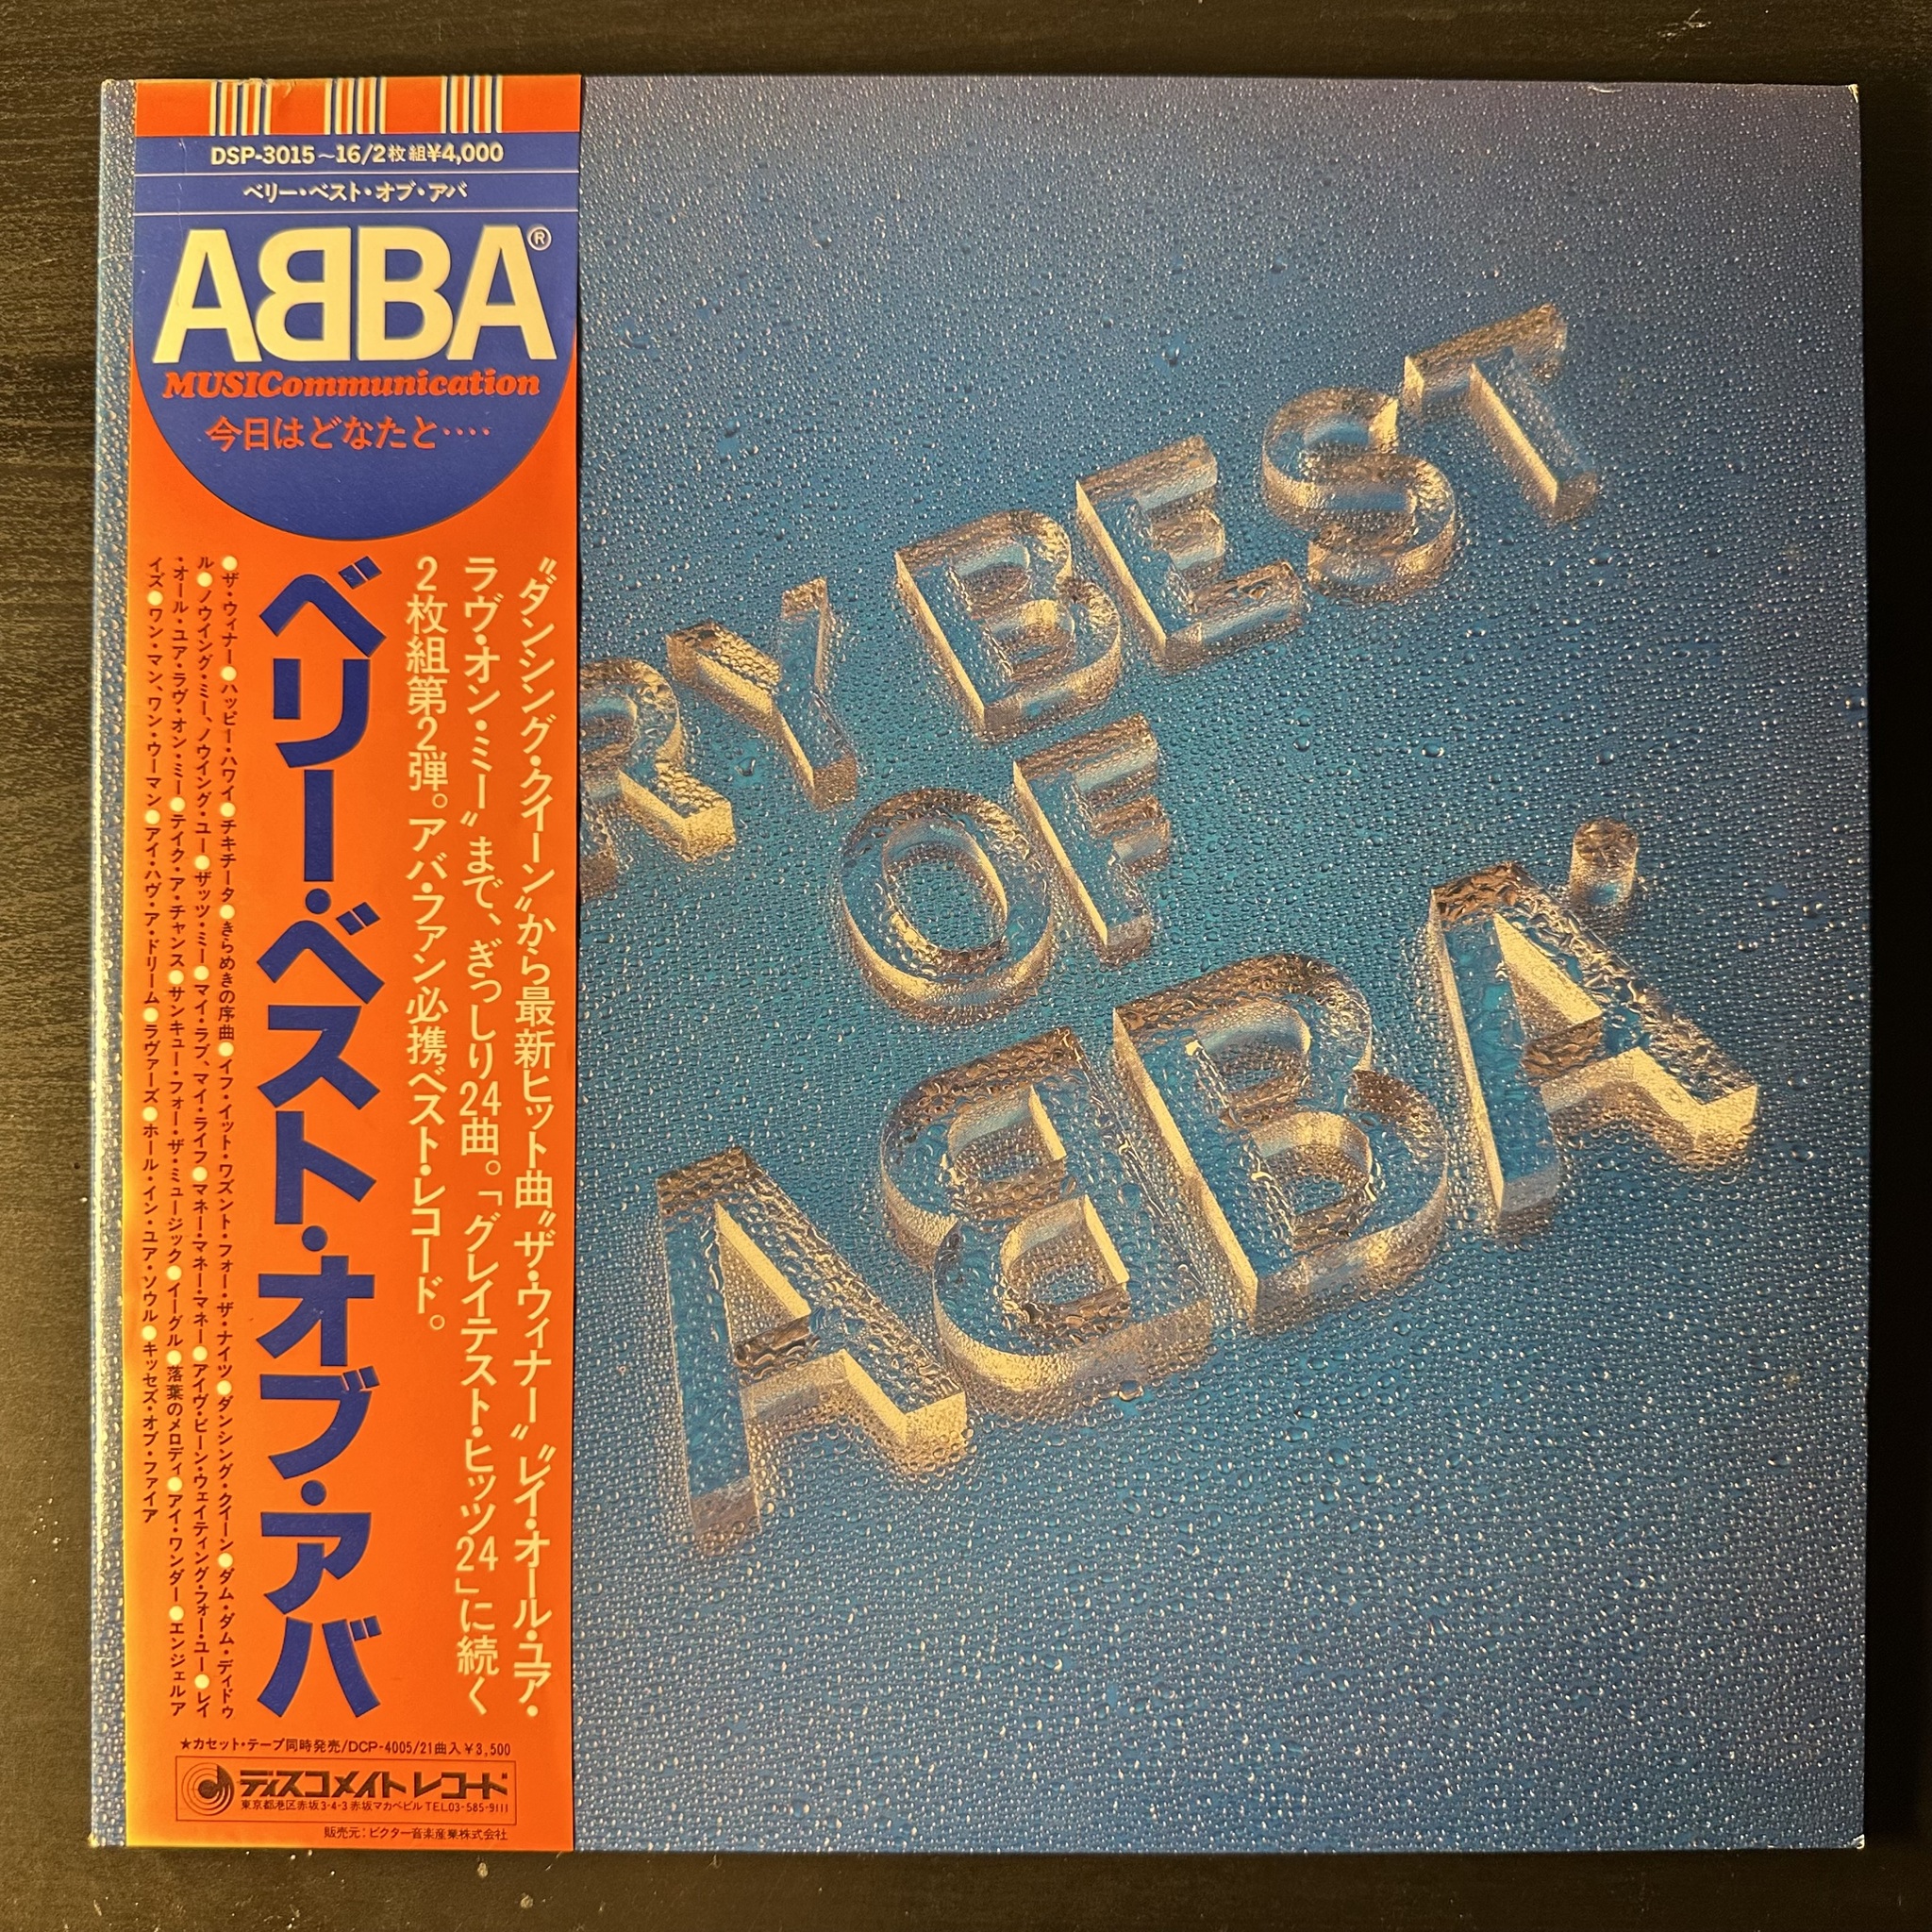 DSP-3015～16/2枚組¥4,000
ベリー・ベスト・オブ・アバ
ABBA®
MUSICommunication
今日はどなたと‥‥
〝ダンシング・クイーン〟から最新ヒット曲〝ザ・ウィナー〟〝レイ・オール・ユア・
ラヴ・オン・ミー〟まで、ぎっしり24曲。「グレイテスト・ヒッツ24」に続く
2枚組第2弾。アバ・ファン必携ベスト・レコード。
ベリー・ベスト・オブ・アバ
●ザ・ウィナー●ハッピー・ハワイ●チキチータ●きらめきの序曲●イフ・イット・ワズント・フォー・ザ・ナイツ●ダンシング・クイーン●ダム・ダム・ディドゥ
ル●ノウイング・ミー、ノウイング・ユー●ザッツ・ミー●マイ・ラブ、マイ・ライフ●マネー・マネー・マネー●アイヴ・ビーン・ウェイティング・フォー・ユー●レイ
・オール・ユア・ラヴ・オン・ミー●テイク・ア・チャンス●サンキュー・フォー・ザ・ミュージック●イーグル●落葉のメロディ●アイ・ワンダー●エンジェルア
イズ●ワン・マン、ワン・ウーマン●アイ・ハヴ・ア・ドリーム●ラヴァーズ●ホール・イン・ユア・ソウル●キッセズ・オブ・ファイア
★カセット・テープ同時発売/DCP-4005/21曲入¥3,500
ディスコメイトレコード
東京都港区赤坂3-4-3赤坂マカベビル TEL03-585-9111
販売元：ビクター音楽産業株式会社
RY BEST
OF
ABBA